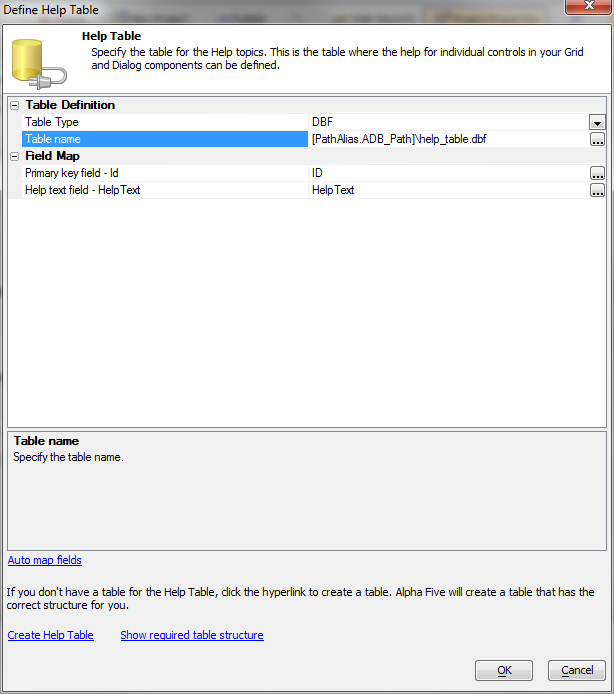 Define Help Table
Help Table
Specify the table for the Help topics. This is the table where the help for individual controls in your Grid
and Dialog components can be defined.
Table Definition
Table Type DBF
Table name [PathAlias.ADB_Path]\help_table.dbf
Field Map
Primary key field - Id ID
Help text field - HelpText HelpText
Table name
Specify the table name.
Auto map fields
If you don't have a table for the Help Table, click the hyperlink to create a table. Alpha Five will create a table that has the
correct structure for you.
Create Help Table Show required table structure
OK Cancel